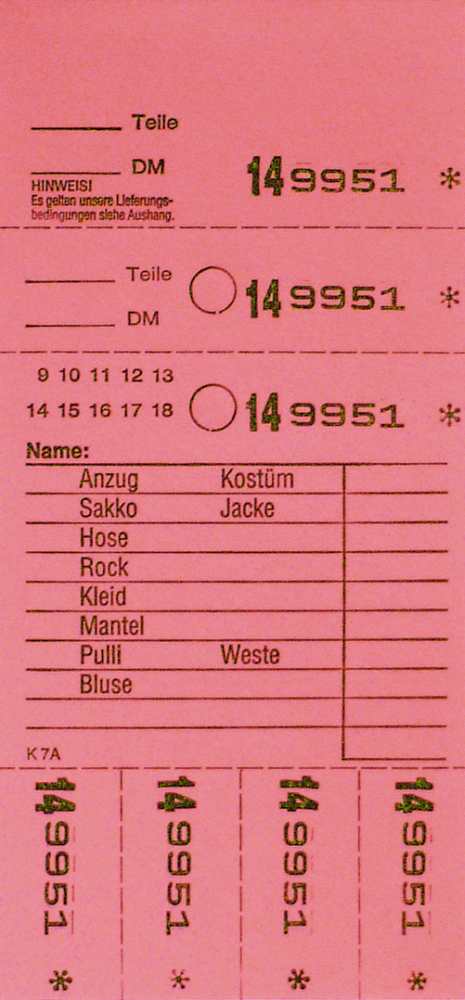 Teile
DM 149951 *
HINWEIS!
Es gelten unsere Lieferungs-
bedingungen siehe Aushang.
Teile 149951 *
DM
9 10 11 12 13
14 15 16 17 18 149951 *
Name:
Anzug Kostüm
Sakko Jacke
Hose
Rock
Kleid
Mantel
Pulli Weste
Bluse
K7A
149951 *
149951 *
149951 *
149951 *